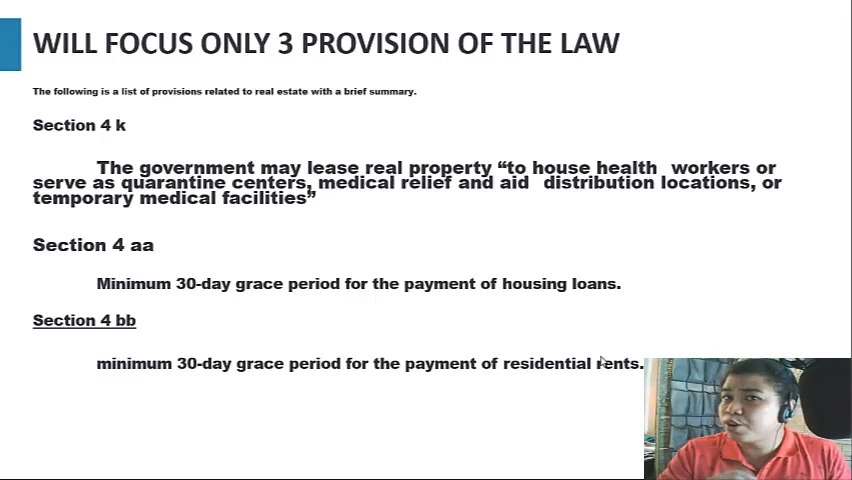 WILL FOCUS ONLY 3 PROVISION OF THE LAW
The following is a list of provisions related to real estate with a brief summary.
Section 4 k
The government may lease real property “to house health workers or
serve as quarantine centers, medical relief and aid distribution locations, or
temporary medical facilities”
Section 4 aa
Minimum 30-day grace period for the payment of housing loans.
Section 4 bb
minimum 30-day grace period for the payment of residential rents.